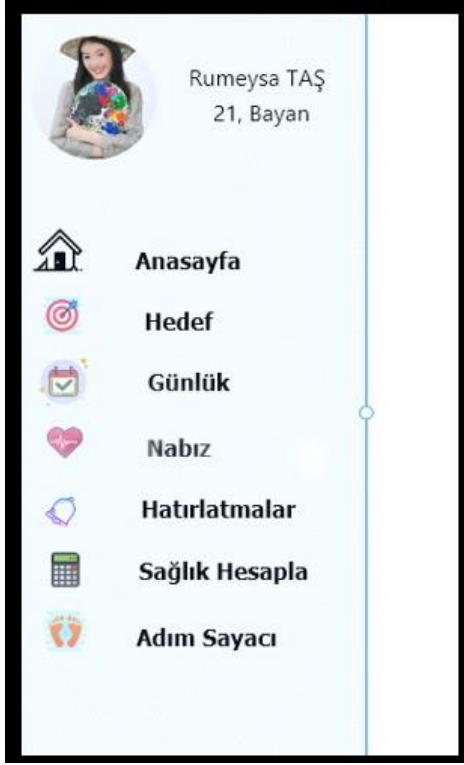 Rumeysa TAŞ
21, Bayan
Anasayfa
Hedef
Günlük
Nabız
Hatırlatmalar
Sağlık Hesapla
Adım Sayacı